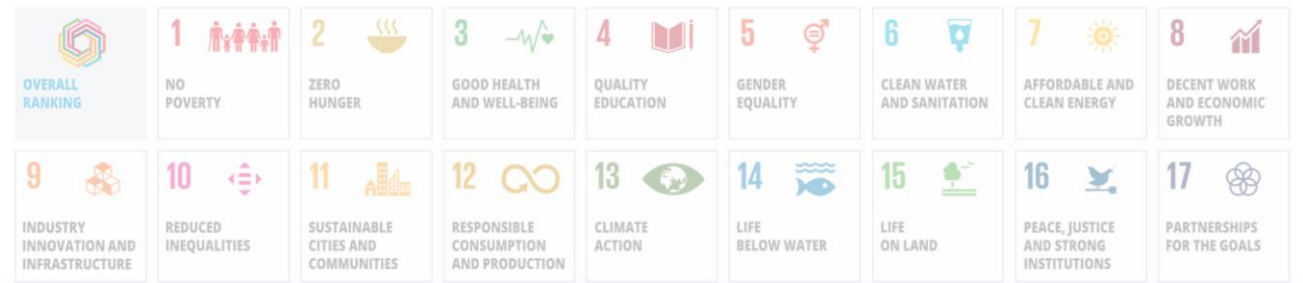 OVERALL
RANKING
1
NO
POVERTY
2
ZERO
HUNGER
3
GOOD HEALTH
AND WELL-BEING
4
QUALITY
EDUCATION
5
GENDER
EQUALITY
6
CLEAN WATER
AND SANITATION
7
AFFORDABLE AND
CLEAN ENERGY
8
DECENT WORK
AND ECONOMIC
GROWTH
9
INDUSTRY
INNOVATION AND
INFRASTRUCTURE
10
REDUCED
INEQUALITIES
11
SUSTAINABLE
CITIES AND
COMMUNITIES
12
RESPONSIBLE
CONSUMPTION
AND PRODUCTION
13
CLIMATE
ACTION
14
LIFE
BELOW WATER
15
LIFE
ON LAND
16
PEACE, JUSTICE
AND STRONG
INSTITUTIONS
17
PARTNERSHIPS
FOR THE GOALS